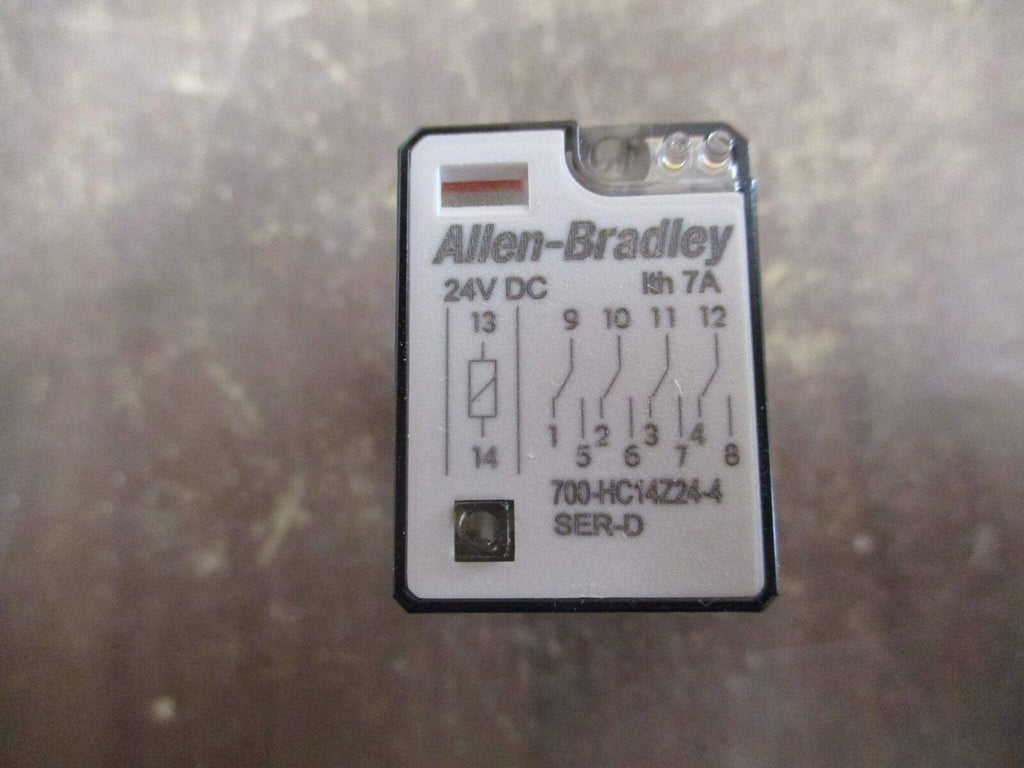 Allen-Bradley
24V DC Ith 7A
13 9 10 11 12
1 2 3 4
14 5 6 7 8
700-HC14Z24-4
SER-D